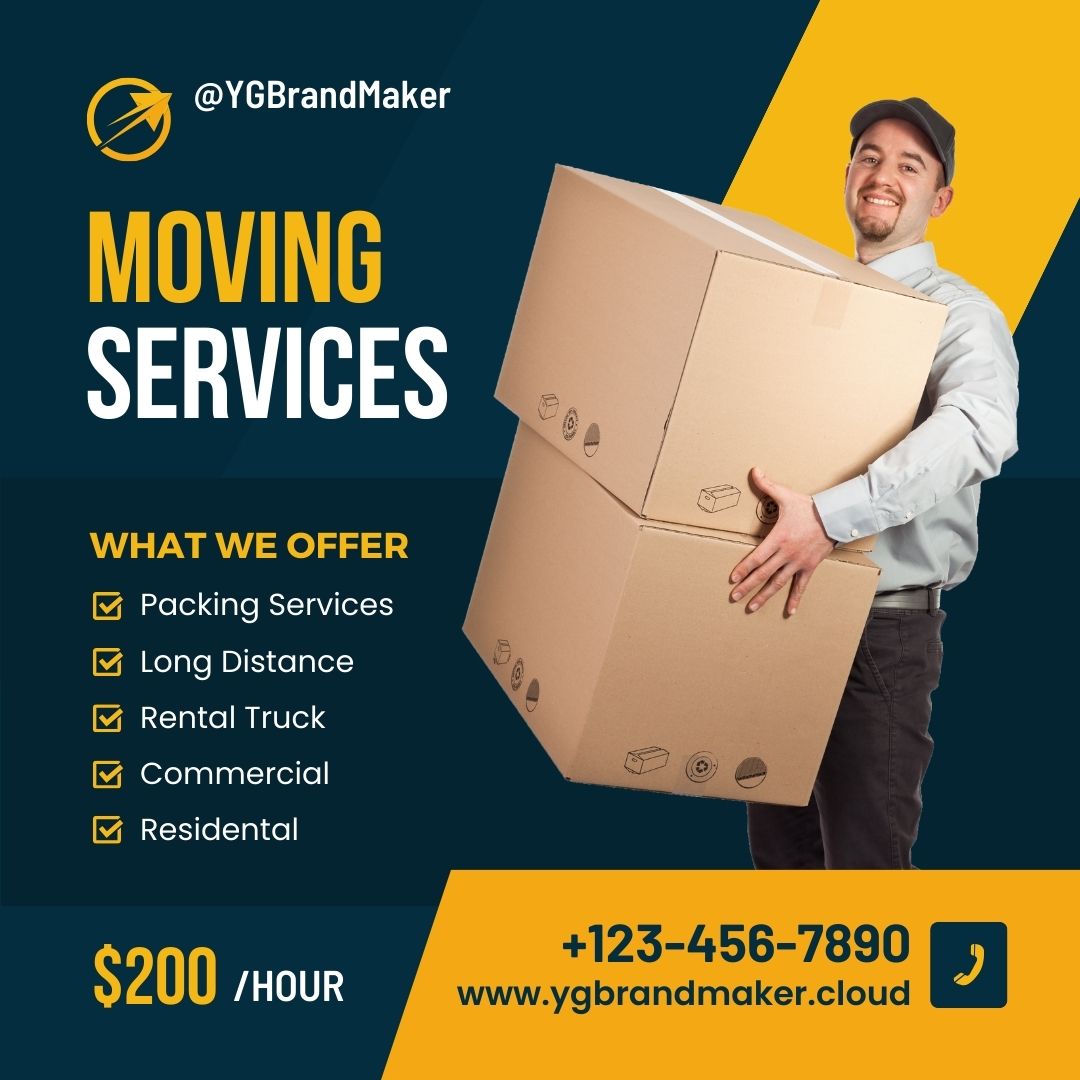 @YGBrandMaker
MOVING
SERVICES
WHAT WE OFFER
Packing Services
Long Distance
Rental Truck
Commercial
Residental
$200 /HOUR
+123-456-7890
www.ygbrandmaker.cloud